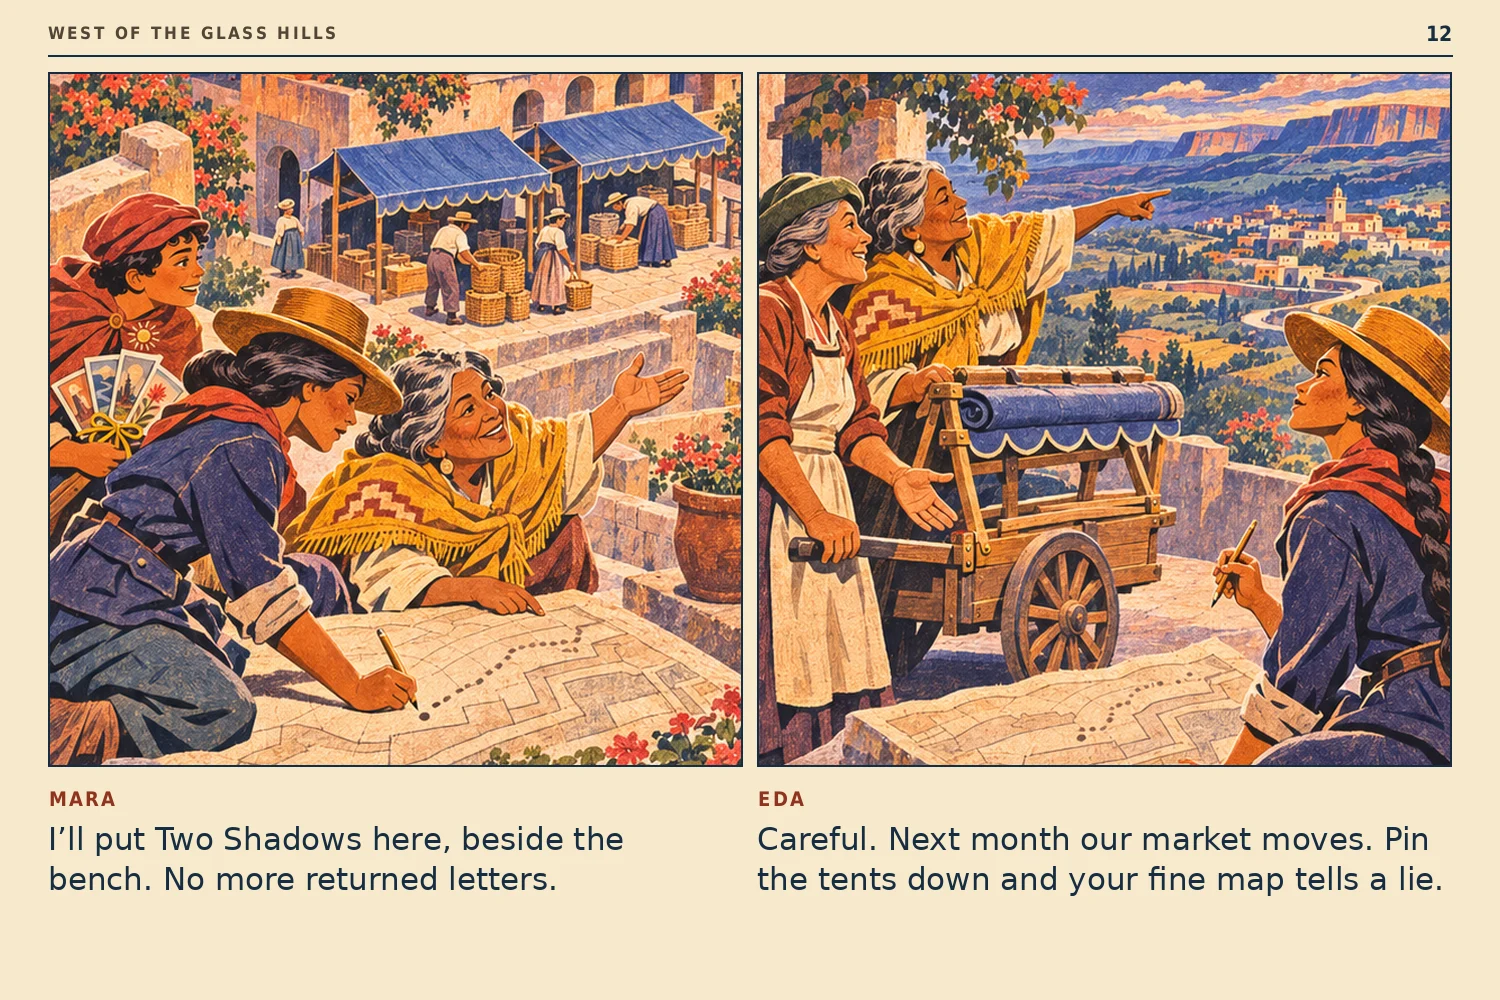 WEST OF THE GLASS HILLS
12
MARA
I’ll put Two Shadows here, beside the
bench. No more returned letters.
EDA
Careful. Next month our market moves. Pin
the tents down and your fine map tells a lie.